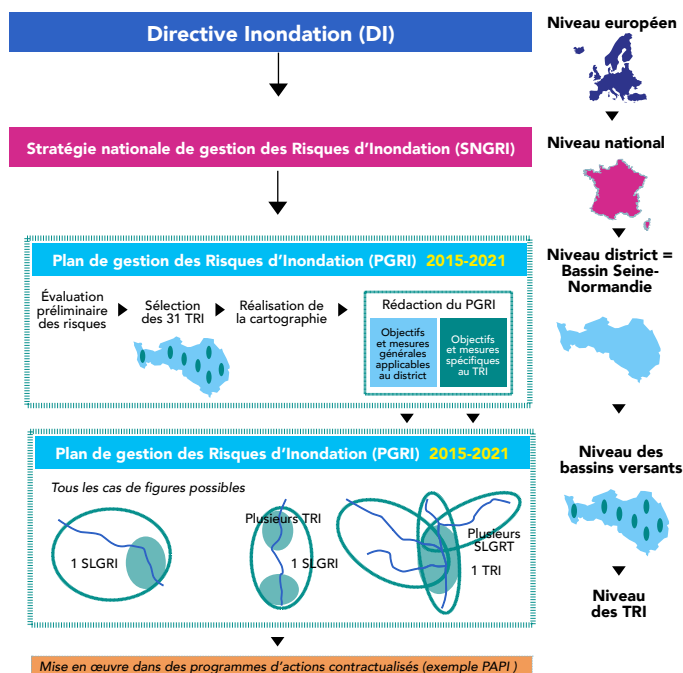 Directive Inondation (DI)
Niveau européen
Stratégie nationale de gestion des Risques d'Inondation (SNGRI)
Niveau national
Plan de gestion des Risques d'Inondation (PGRI) 2015-2021
Niveau district =
Bassin Seine-
Normandie
Évaluation
préliminaire
des risques
Sélection
des 31 TRI
Réalisation de
la cartographie
Rédaction du PGRI
Objectifs
et mesures
générales
applicables
au district
Objectifs
et mesures
spécifiques
au TRI
Plan de gestion des Risques d'Inondation (PGRI) 2015-2021
Niveau des
bassins versants
Tous les cas de figures possibles
1 SLGRI
Plusieurs TRI
1 SLGRI
Plusieurs
SLGRT
1 TRI
Niveau
des TRI
Mise en œuvre dans des programmes d'actions contractualisés (exemple PAPI )